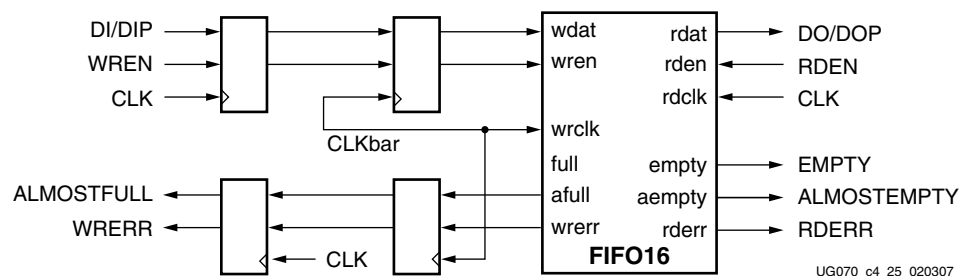 DI/DIP wdat rdat DO/DOP
WREN wren rden RDEN
CLK rdclk CLK
wrclk
CLKbar
full empty EMPTY
ALMOSTFULL afull aempty ALMOSTEMPTY
WRERR wrerr rderr RDERR
CLK FIFO16
UG070_c4_25_020307